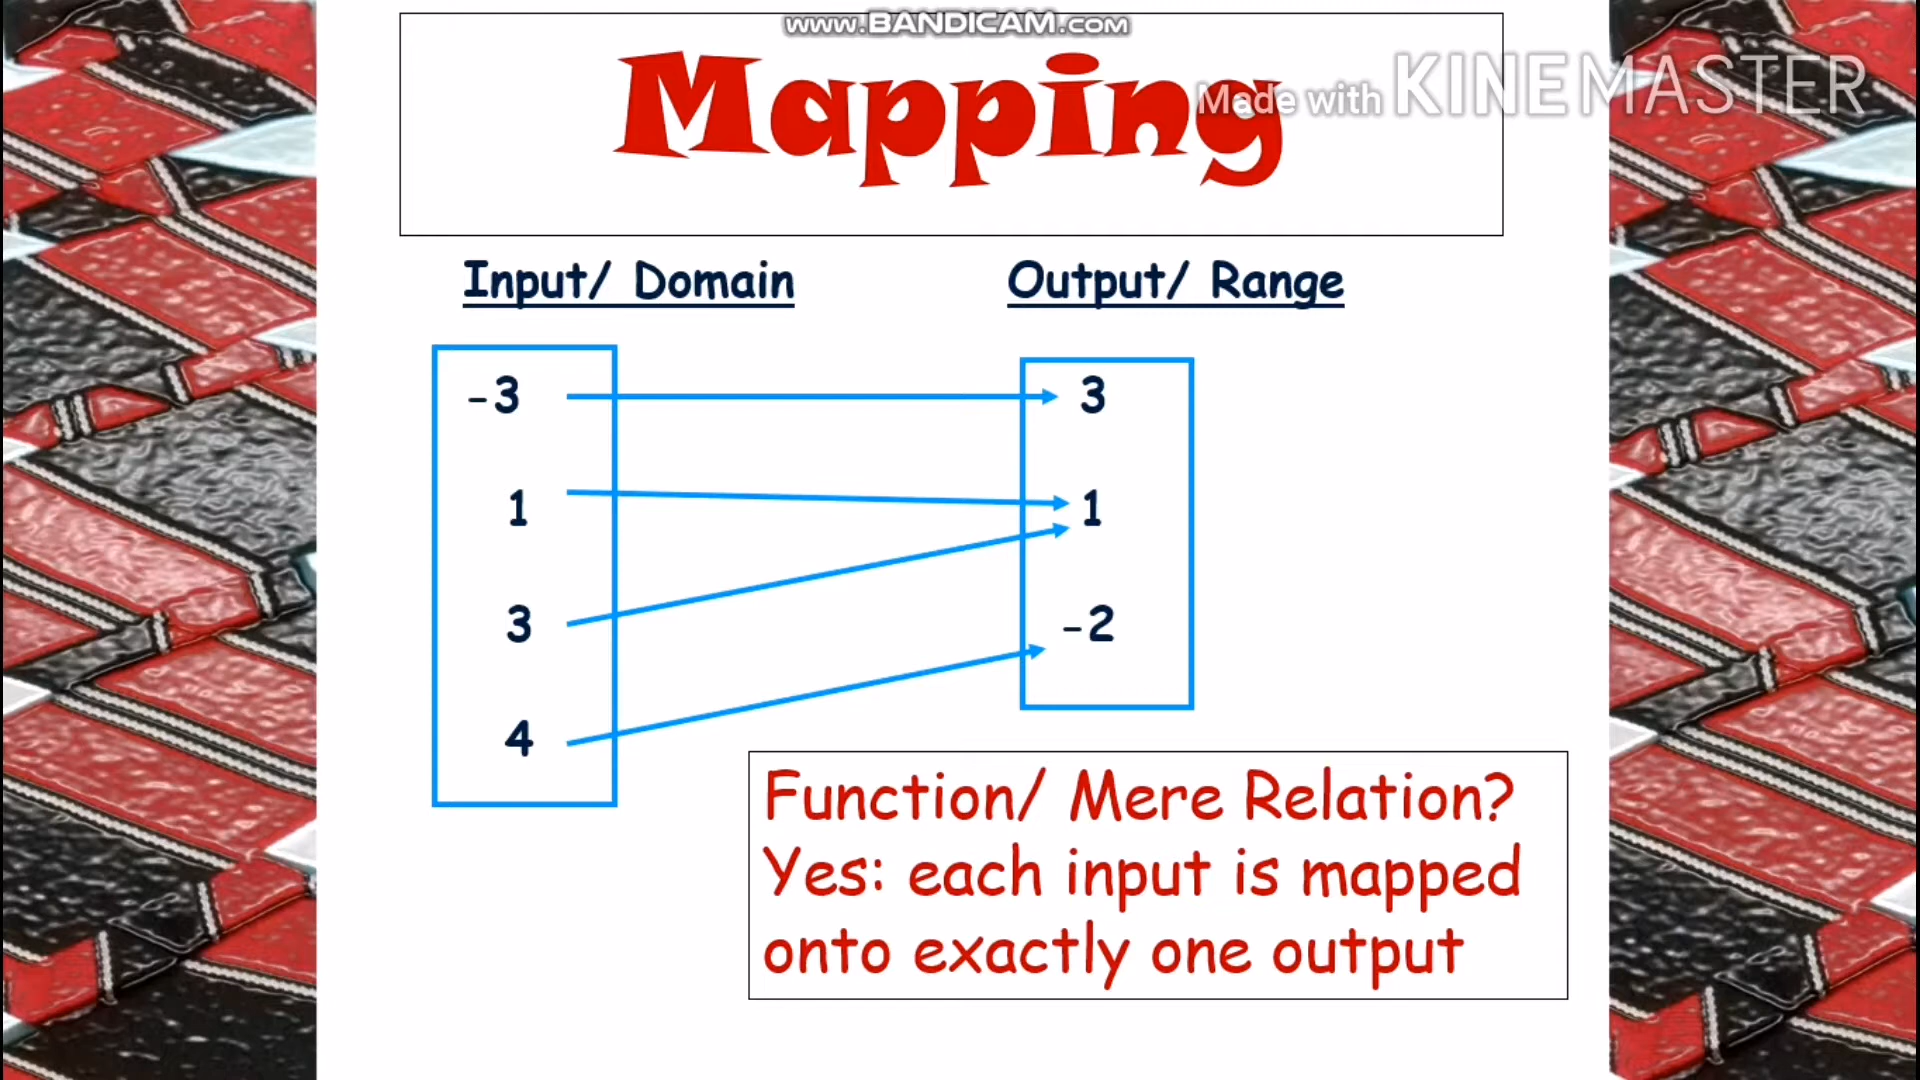 www.BANDICAM.com
Mapping
Made with KINEMASTER
Input/ Domain
Output/ Range
-3
3
1
1
3
-2
4
Function/ Mere Relation?
Yes: each input is mapped
onto exactly one output